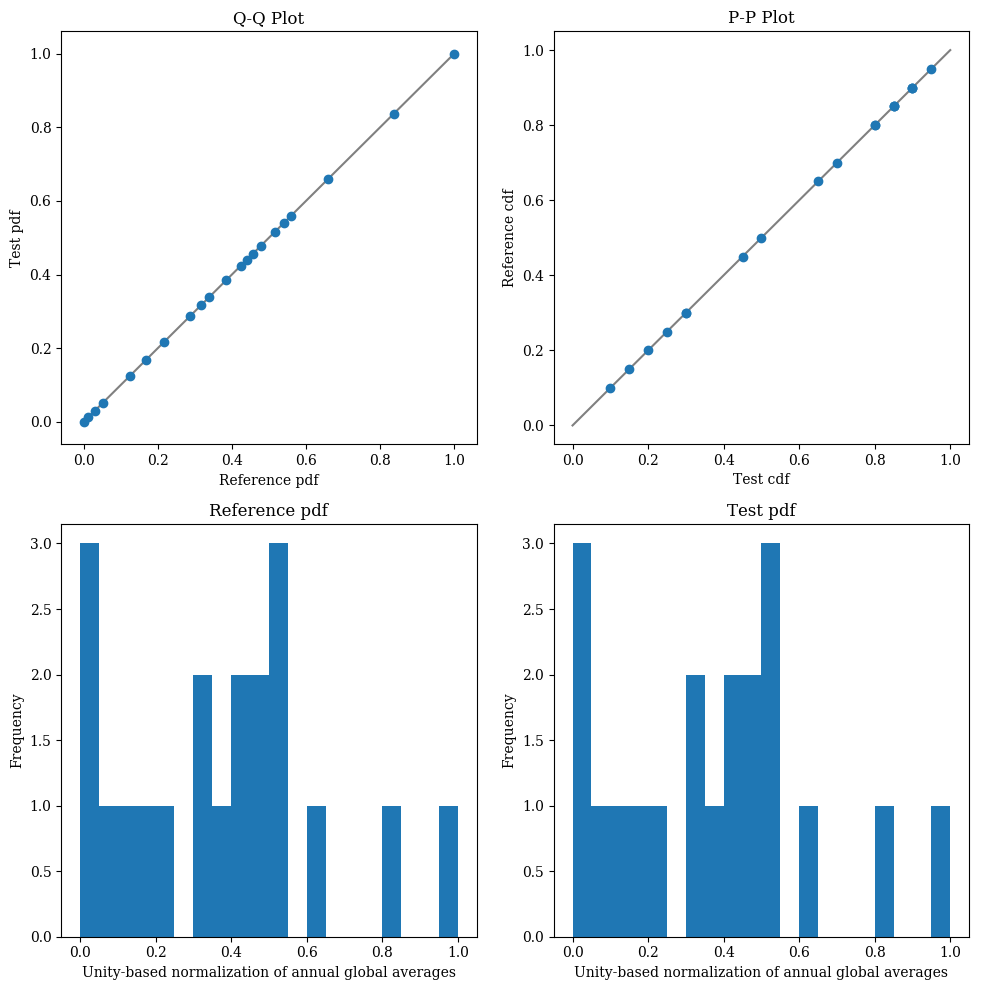 Q-Q Plot
Test pdf
1.0
0.8
0.6
0.4
0.2
0.0
0.0 0.2 0.4 0.6 0.8 1.0
Reference pdf
P-P Plot
Reference cdf
1.0
0.8
0.6
0.4
0.2
0.0
0.0 0.2 0.4 0.6 0.8 1.0
Test cdf
Reference pdf
Frequency
3.0
2.5
2.0
1.5
1.0
0.5
0.0
0.0 0.2 0.4 0.6 0.8 1.0
Unity-based normalization of annual global averages
Test pdf
Frequency
3.0
2.5
2.0
1.5
1.0
0.5
0.0
0.0 0.2 0.4 0.6 0.8 1.0
Unity-based normalization of annual global averages